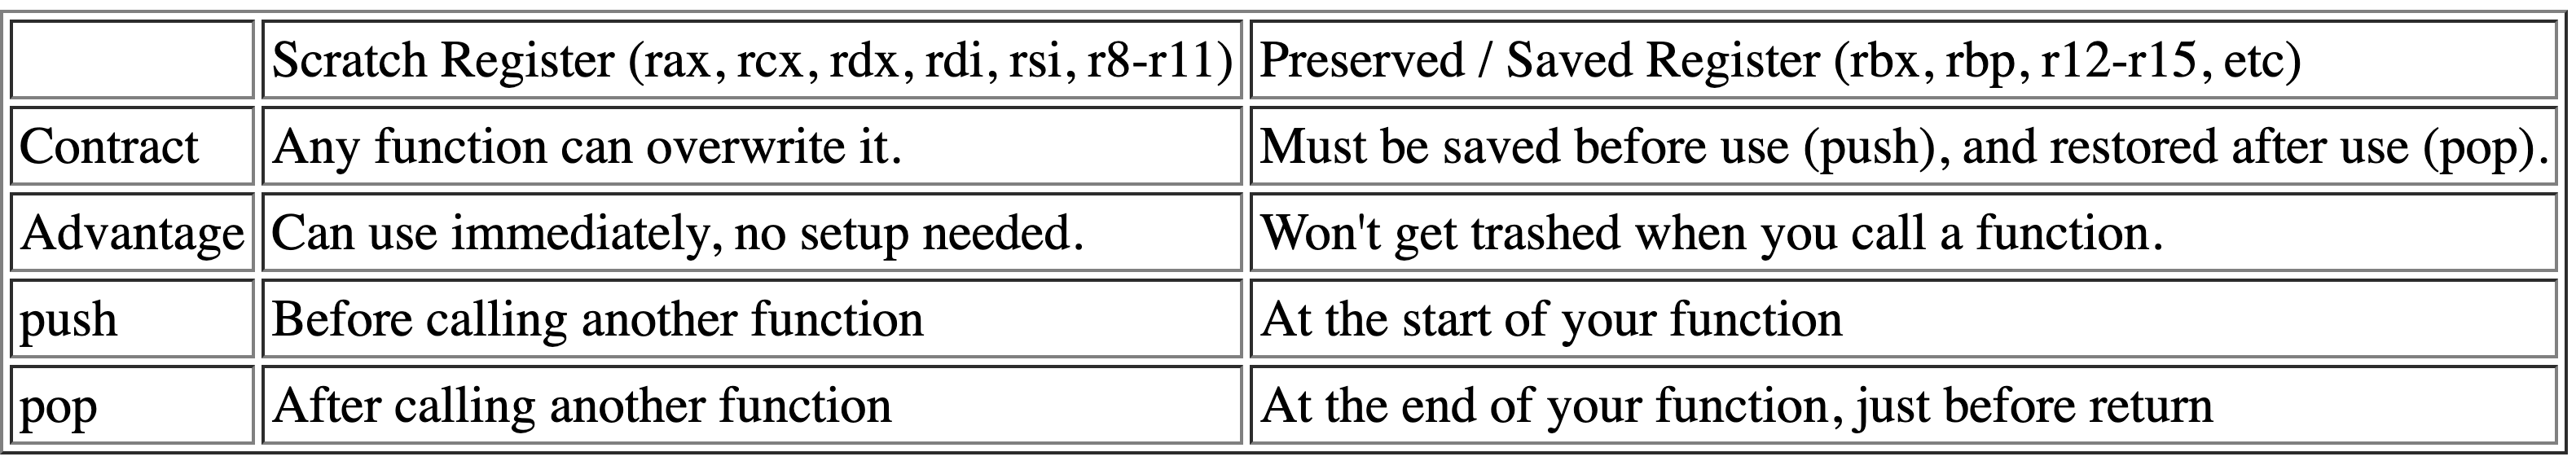 Scratch Register (rax, rcx, rdx, rdi, rsi, r8-r11) Preserved / Saved Register (rbx, rbp, r12-r15, etc)
Contract Any function can overwrite it. Must be saved before use (push), and restored after use (pop).
Advantage Can use immediately, no setup needed. Won't get trashed when you call a function.
push Before calling another function At the start of your function
pop After calling another function At the end of your function, just before return